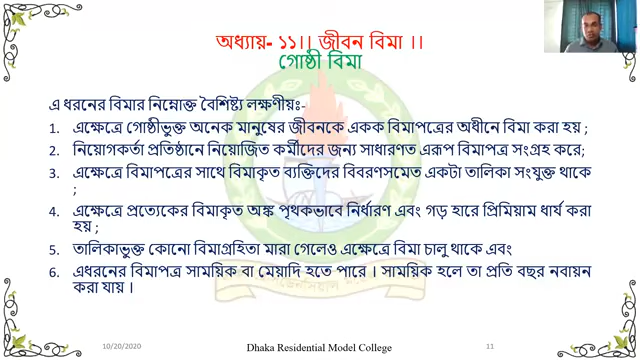 অধ্যায়- ১১।। জীবন বিমা ।।
গোষ্ঠী বিমা
এ ধরনের বিমার নিম্নোক্ত বৈশিষ্ট্য লক্ষণীয়ঃ-
1. এক্ষেত্রে গোষ্ঠীভুক্ত অনেক মানুষের জীবনকে একক বিমাপত্রের অধীনে বিমা করা হয় ;
2. নিয়োগকর্তা প্রতিষ্ঠানে নিয়োজিত কর্মীদের জন্য সাধারণত এরূপ বিমাপত্র সংগ্রহ করে;
3. এক্ষেত্রে বিমাপত্রের সাথে বিমাকৃত ব্যক্তিদের বিবরণসমেত একটা তালিকা সংযুক্ত থাকে
;
4. এক্ষেত্রে প্রত্যেকের বিমাকৃত অঙ্ক পৃথকভাবে নির্ধারণ এবং গড় হারে প্রিমিয়াম ধার্য করা
হয় ;
5. তালিকাভুক্ত কোনো বিমাগ্রহিতা মারা গেলেও এক্ষেত্রে বিমা চালু থাকে এবং
6. এধরনের বিমাপত্র সাময়িক বা মেয়াদি হতে পারে । সাময়িক হলে তা প্রতি বছর নবায়ন
করা যায় ।
10/20/2020
Dhaka Residential Model College
11